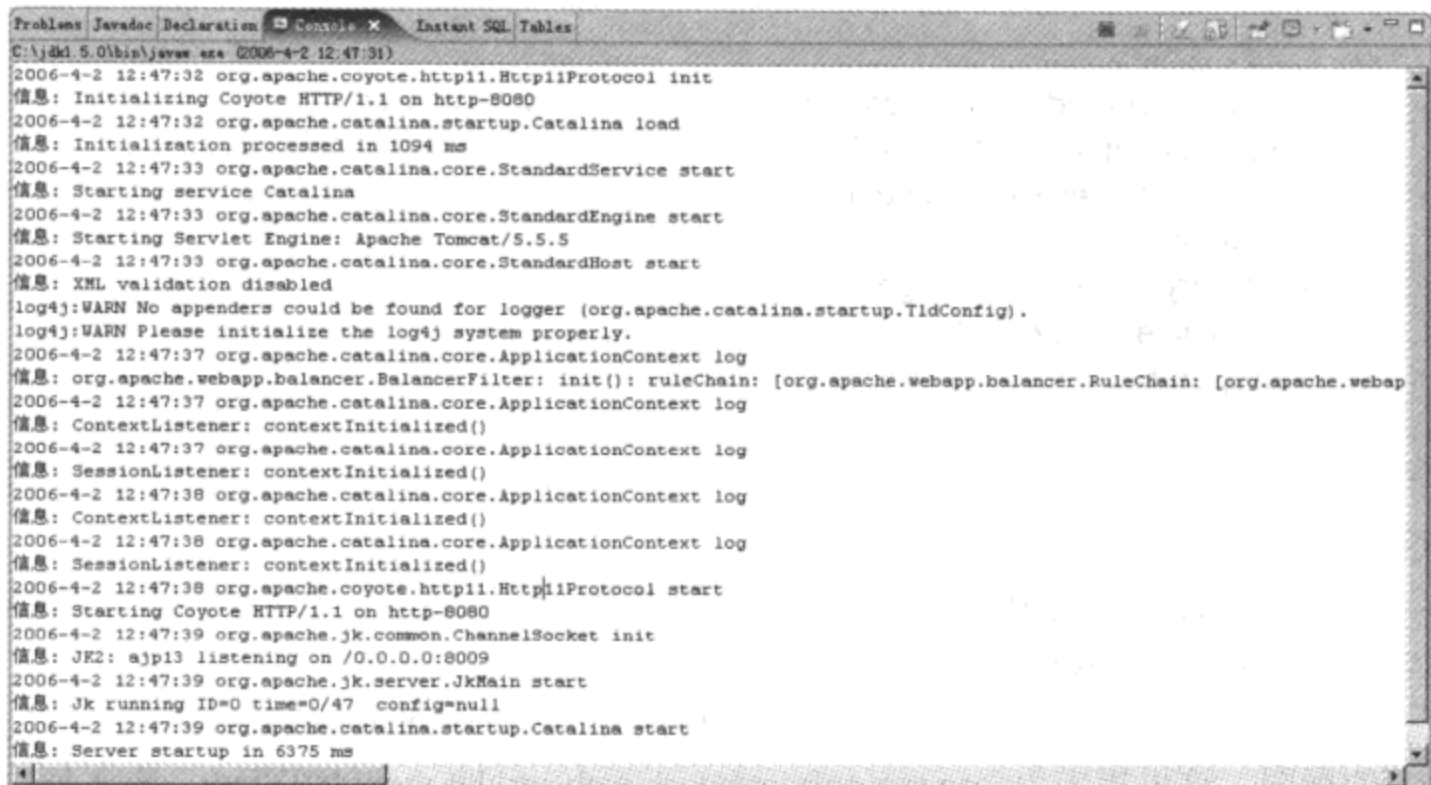 Problems Javadoc Declaration Console Instant SQL Tables
C:\jdk1.5.0\bin\javaw.exe (2006-4-2 12:47:31)
2006-4-2 12:47:32 org.apache.coyote.http11.Http11Protocol init
信息: Initializing Coyote HTTP/1.1 on http-8080
2006-4-2 12:47:32 org.apache.catalina.startup.Catalina load
信息: Initialization processed in 1094 ms
2006-4-2 12:47:33 org.apache.catalina.core.StandardService start
信息: Starting service Catalina
2006-4-2 12:47:33 org.apache.catalina.core.StandardEngine start
信息: Starting Servlet Engine: Apache Tomcat/5.5.5
2006-4-2 12:47:33 org.apache.catalina.core.StandardHost start
信息: XML validation disabled
log4j:WARN No appenders could be found for logger (org.apache.catalina.startup.TldConfig).
log4j:WARN Please initialize the log4j system properly.
2006-4-2 12:47:37 org.apache.catalina.core.ApplicationContext log
信息: org.apache.webapp.balancer.BalancerFilter: init(): ruleChain: [org.apache.webapp.balancer.RuleChain: [org.apache.webap
2006-4-2 12:47:37 org.apache.catalina.core.ApplicationContext log
信息: ContextListener: contextInitialized()
2006-4-2 12:47:37 org.apache.catalina.core.ApplicationContext log
信息: SessionListener: contextInitialized()
2006-4-2 12:47:38 org.apache.catalina.core.ApplicationContext log
信息: ContextListener: contextInitialized()
2006-4-2 12:47:38 org.apache.catalina.core.ApplicationContext log
信息: SessionListener: contextInitialized()
2006-4-2 12:47:38 org.apache.coyote.http11.Http11Protocol start
信息: Starting Coyote HTTP/1.1 on http-8080
2006-4-2 12:47:39 org.apache.jk.common.ChannelSocket init
信息: JK2: ajp13 listening on /0.0.0.0:8009
2006-4-2 12:47:39 org.apache.jk.server.JkMain start
信息: Jk running ID=0 time=0/47 config=null
2006-4-2 12:47:39 org.apache.catalina.startup.Catalina start
信息: Server startup in 6375 ms